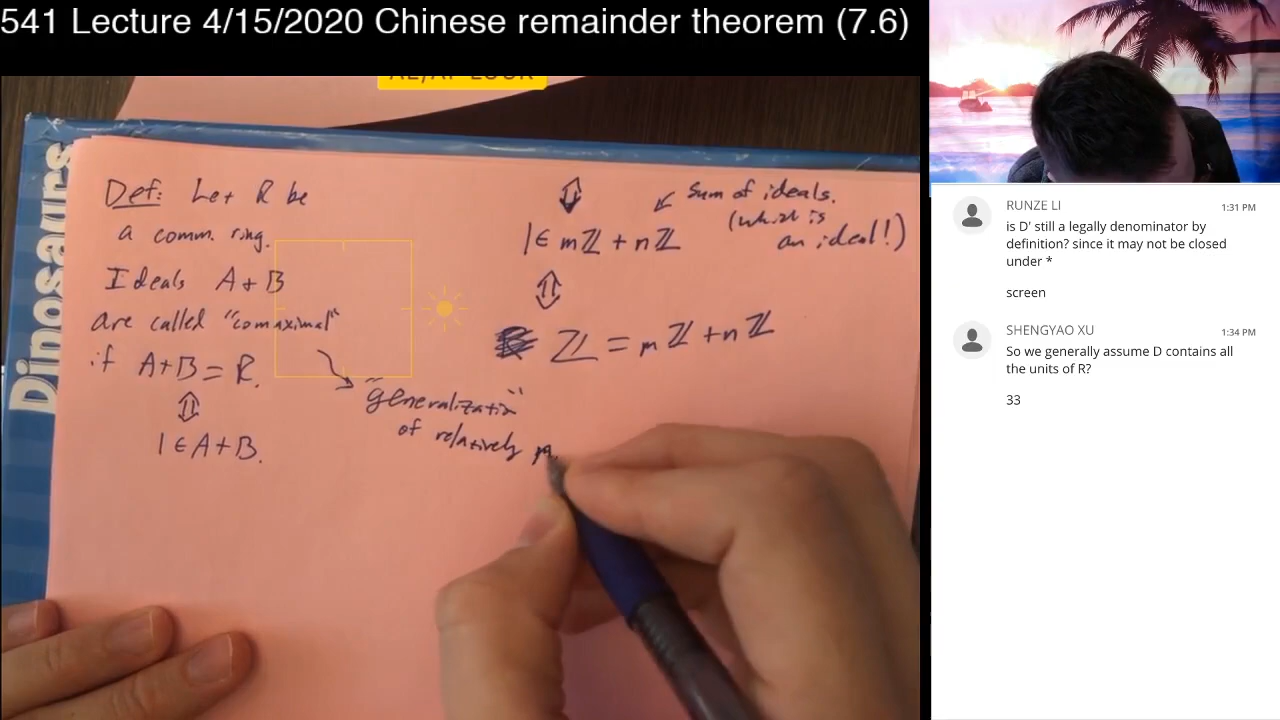 541 Lecture 4/15/2020 Chinese remainder theorem (7.6)
AE/AF LOCK
Dinosaurs
Def: Let R be
a comm. ring.
Ideals A + B
are called "comaximal"
if A+B = R.
⇕
1 ∈ A+B.
"generalization"
of relatively
⇕
sum of ideals.
(which is
an ideal!)
1 ∈ mℤ + nℤ
⇕
ℤ = mℤ + nℤ
RUNZE LI 1:31 PM
is D' still a legally denominator by
definition? since it may not be closed
under *
screen
SHENGYAO XU 1:34 PM
So we generally assume D contains all
the units of R?
33